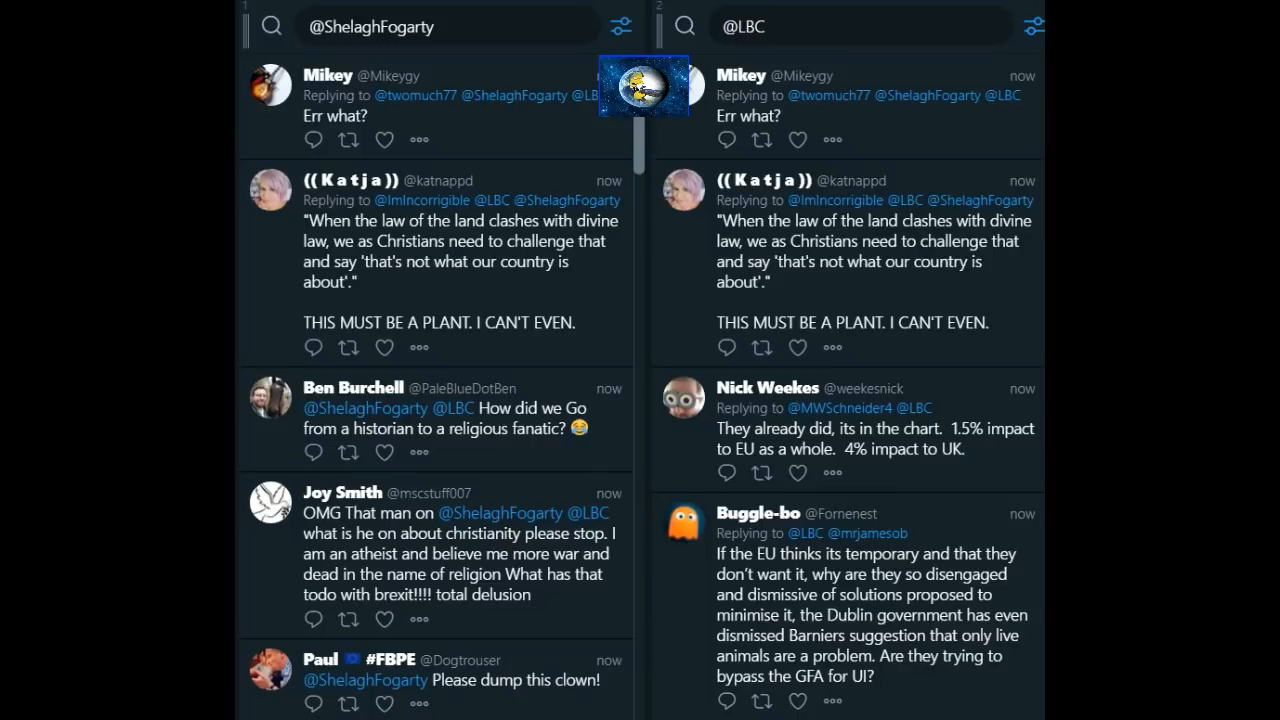 1
@ShelaghFogarty
Mikey @Mikeygy
Replying to @twomuch77 @ShelaghFogarty @LB
Err what?
(( K a t j a )) @katnappd now
Replying to @ImIncorrigible @LBC @ShelaghFogarty
"When the law of the land clashes with divine
law, we as Christians need to challenge that
and say 'that's not what our country is
about'."
THIS MUST BE A PLANT. I CAN'T EVEN.
Ben Burchell @PaleBlueDotBen now
@ShelaghFogarty @LBC How did we Go
from a historian to a religious fanatic? 😂
Joy Smith @mscstuff007 now
OMG That man on @ShelaghFogarty @LBC
what is he on about christianity please stop. I
am an atheist and believe me more war and
dead in the name of religion What has that
todo with brexit!!!! total delusion
Paul 🇪🇺 #FBPE @Dogtrouser now
@ShelaghFogarty Please dump this clown!
2
@LBC
Mikey @Mikeygy now
Replying to @twomuch77 @ShelaghFogarty @LBC
Err what?
(( K a t j a )) @katnappd now
Replying to @ImIncorrigible @LBC @ShelaghFogarty
"When the law of the land clashes with divine
law, we as Christians need to challenge that
and say 'that's not what our country is
about'."
THIS MUST BE A PLANT. I CAN'T EVEN.
Nick Weekes @weekesnick now
Replying to @MWSchneider4 @LBC
They already did, its in the chart. 1.5% impact
to EU as a whole. 4% impact to UK.
Buggle-bo @Fornenest now
Replying to @LBC @mrjamesob
If the EU thinks its temporary and that they
don't want it, why are they so disengaged
and dismissive of solutions proposed to
minimise it, the Dublin government has even
dismissed Barniers suggestion that only live
animals are a problem. Are they trying to
bypass the GFA for UI?